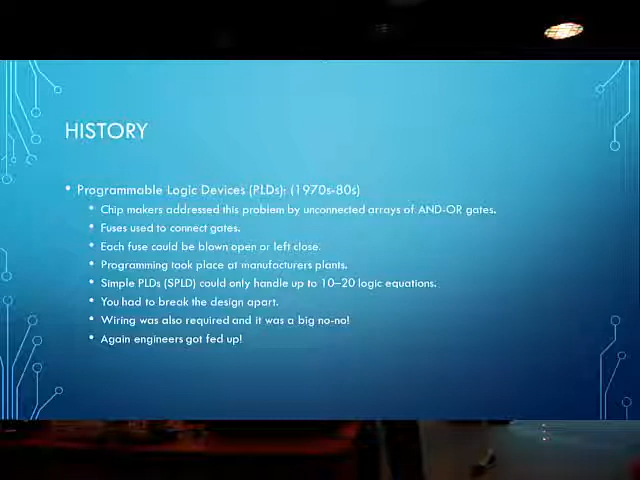 HISTORY
• Programmable Logic Devices (PLDs): (1970s-80s)
• Chip makers addressed this problem by unconnected arrays of AND-OR gates.
• Fuses used to connect gates.
• Each fuse could be blown open or left close.
• Programming took place at manufacturers plants.
• Simple PLDs (SPLD) could only handle up to 10–20 logic equations.
• You had to break the design apart.
• Wiring was also required and it was a big no-no!
• Again engineers got fed up!